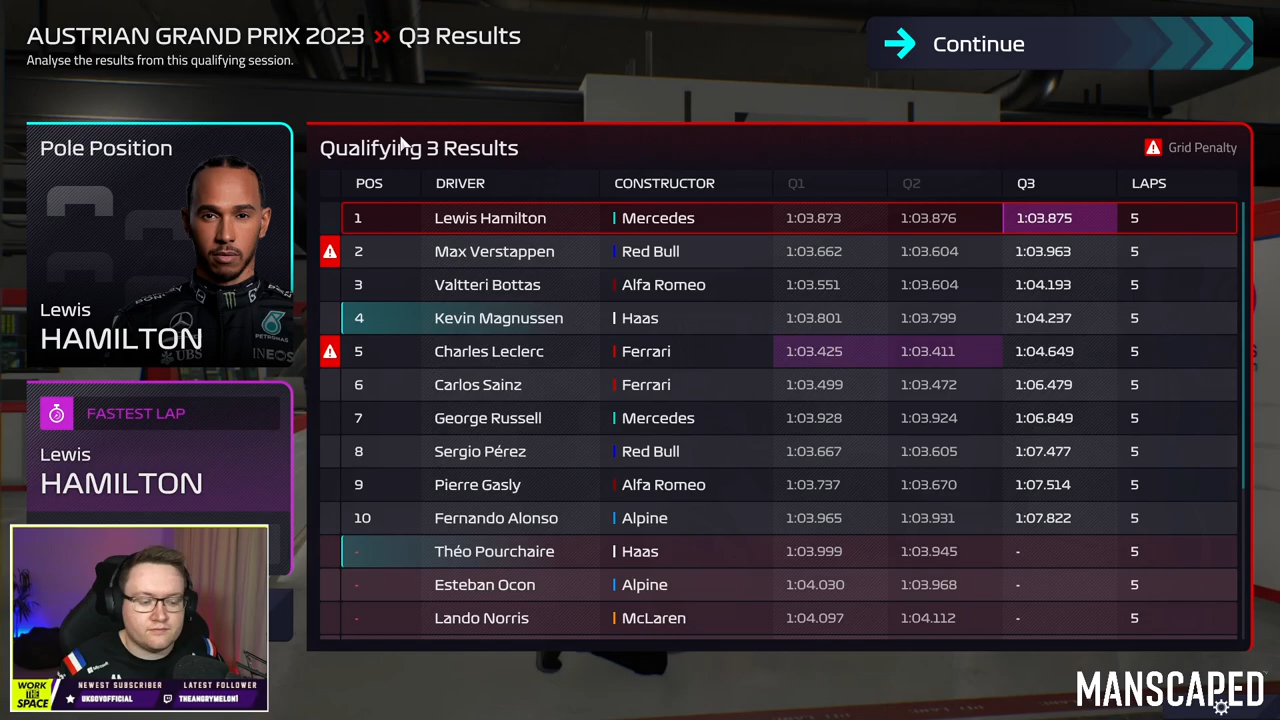 AUSTRIAN GRAND PRIX 2023 » Q3 Results
Analyse the results from this qualifying session.
Continue
Pole Position
Lewis
HAMILTON
FASTEST LAP
Lewis
HAMILTON
Qualifying 3 Results
Grid Penalty
POS DRIVER CONSTRUCTOR Q1 Q2 Q3 LAPS
1 Lewis Hamilton Mercedes 1:03.873 1:03.876 1:03.875 5
2 Max Verstappen Red Bull 1:03.662 1:03.604 1:03.963 5
3 Valtteri Bottas Alfa Romeo 1:03.551 1:03.604 1:04.193 5
4 Kevin Magnussen Haas 1:03.801 1:03.799 1:04.237 5
5 Charles Leclerc Ferrari 1:03.425 1:03.411 1:04.649 5
6 Carlos Sainz Ferrari 1:03.499 1:03.472 1:06.479 5
7 George Russell Mercedes 1:03.928 1:03.924 1:06.849 5
8 Sergio Pérez Red Bull 1:03.667 1:03.605 1:07.477 5
9 Pierre Gasly Alfa Romeo 1:03.737 1:03.670 1:07.514 5
10 Fernando Alonso Alpine 1:03.965 1:03.931 1:07.822 5
- Théo Pourchaire Haas 1:03.999 1:03.945 - 5
- Esteban Ocon Alpine 1:04.030 1:03.968 - 5
- Lando Norris McLaren 1:04.097 1:04.112 - 5
PETRONAS
UBS
INEOS
Microsoft
WORK THE SPACE
NEWEST SUBSCRIBER
UKGOVOFFICIAL
LATEST FOLLOWER
THEANGRYMELON1
MANSCAPED